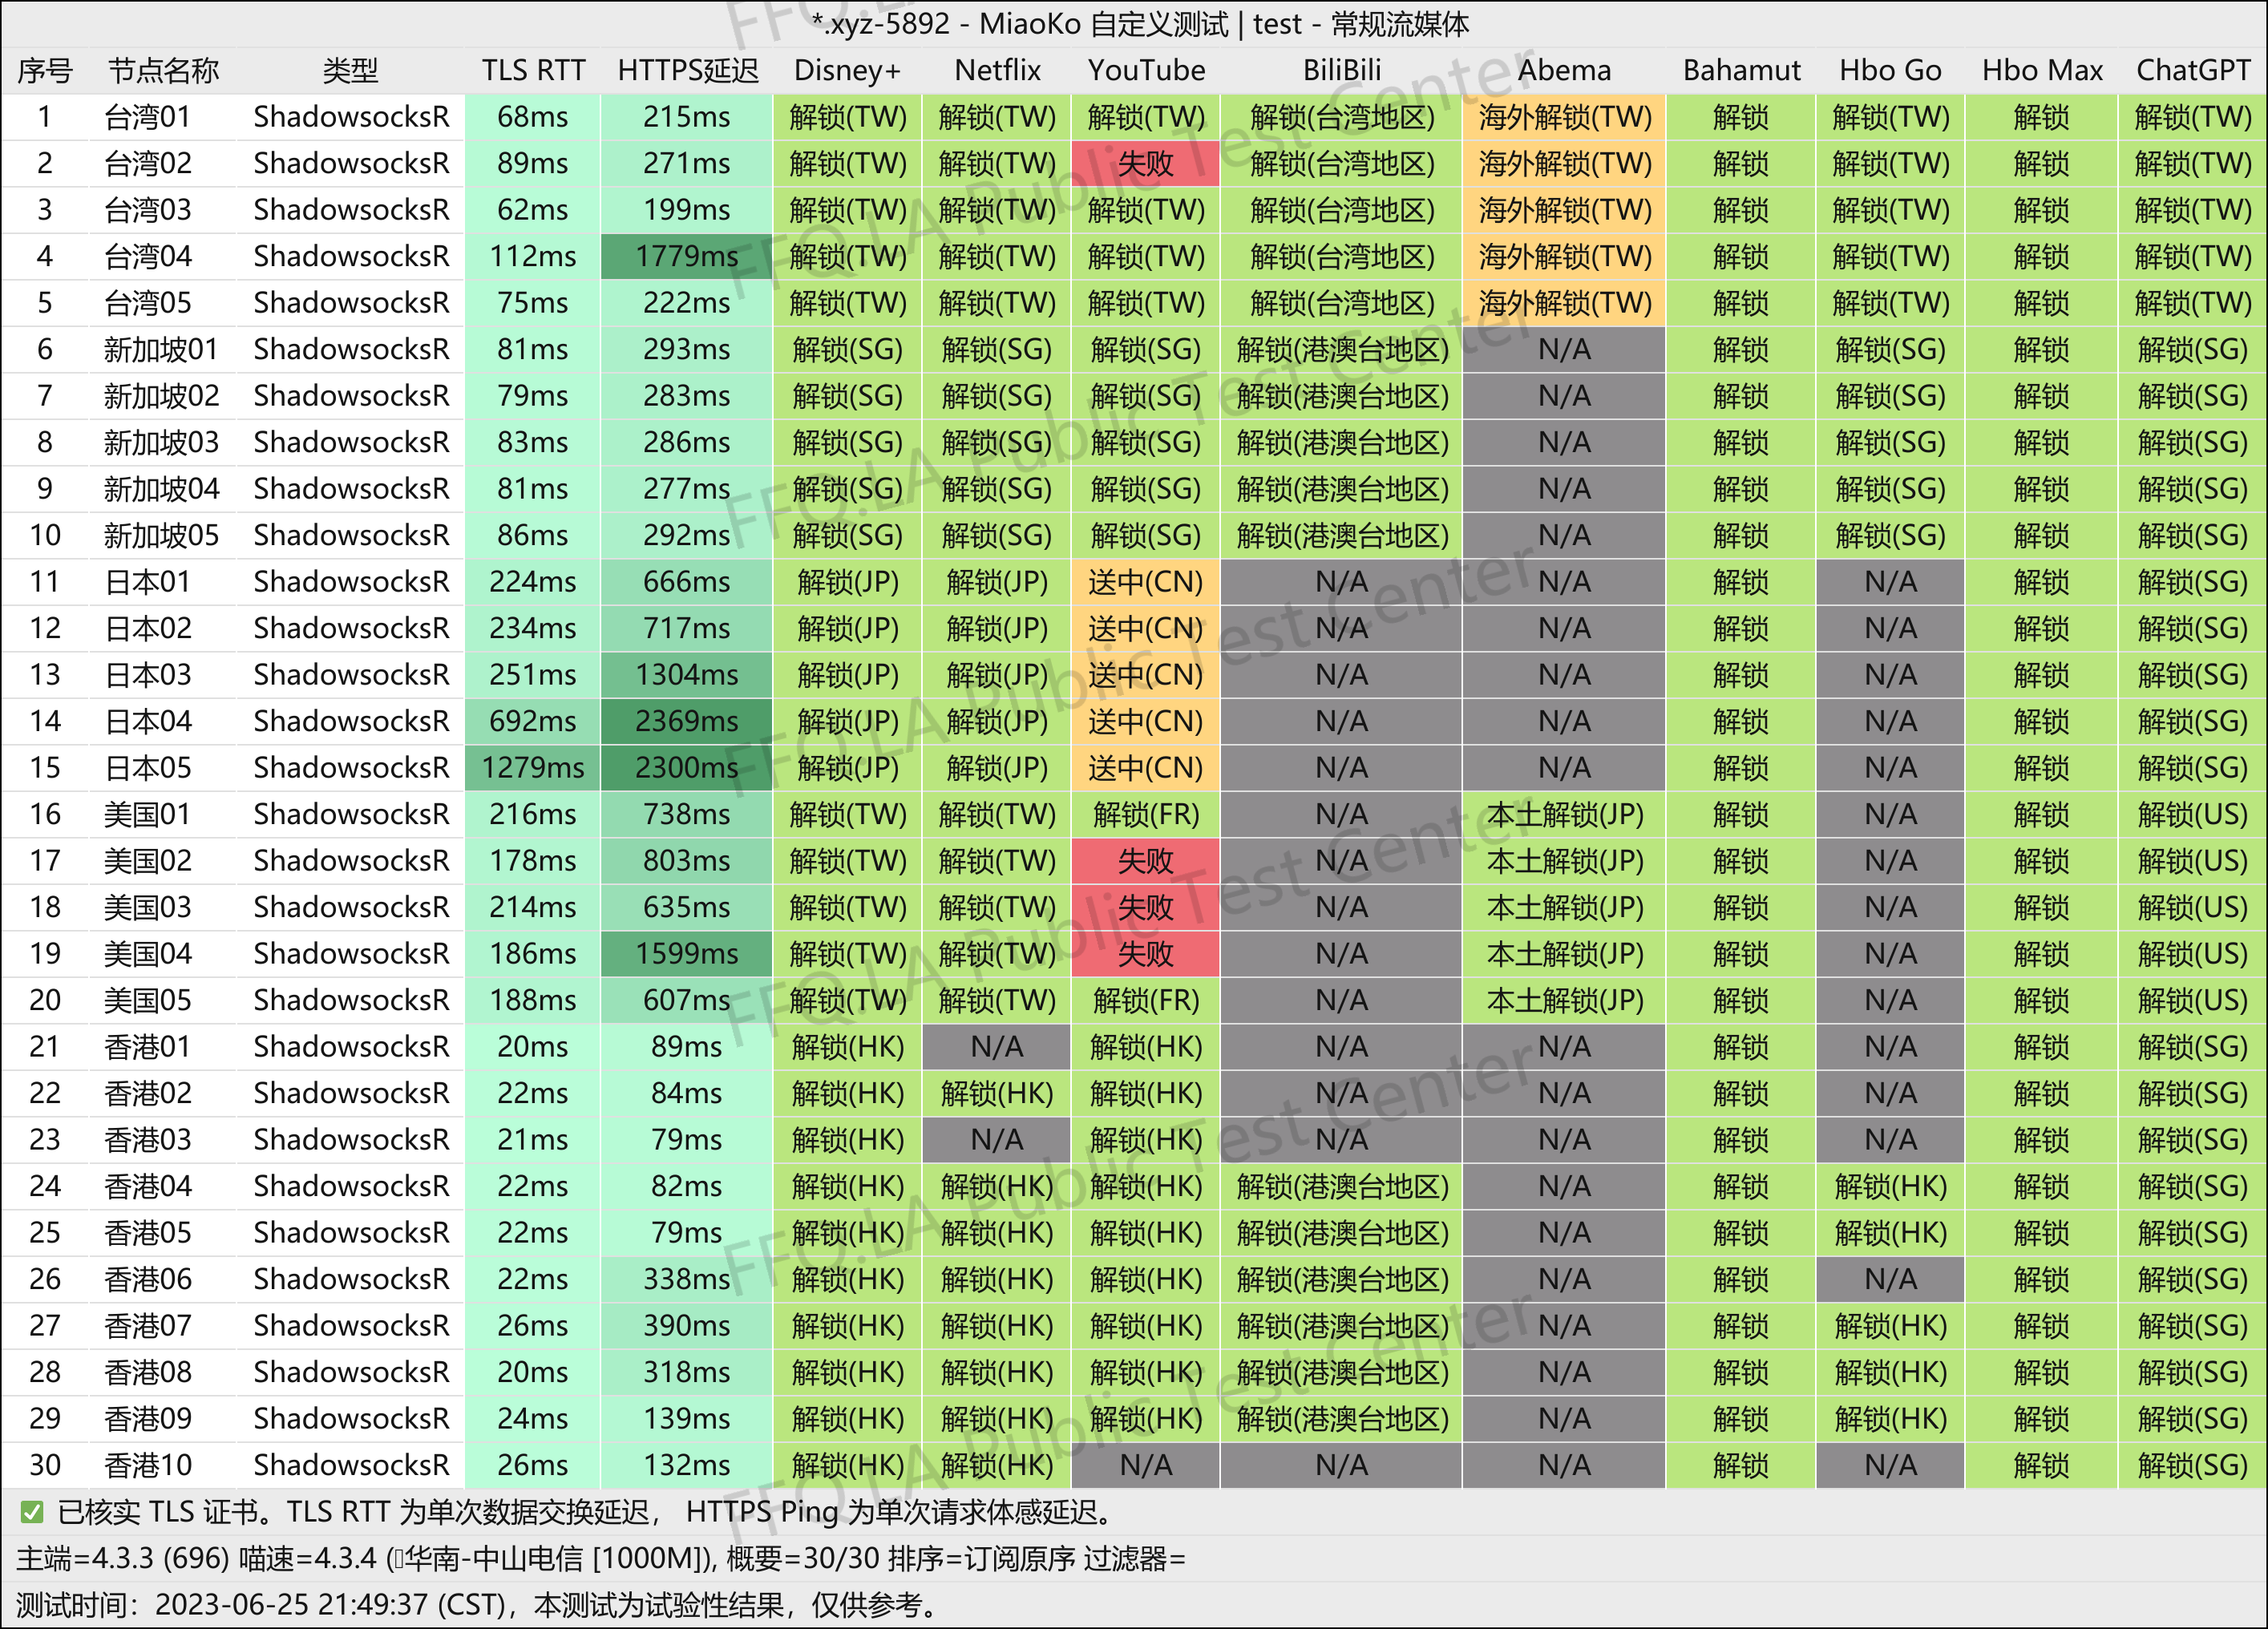 *.xyz-5892 - MiaoKo 自定义测试 | test - 常规流媒体
序号 节点名称 类型 TLS RTT HTTPS延迟 Disney+ Netflix YouTube BiliBili Abema Bahamut Hbo Go Hbo Max ChatGPT
1 台湾01 ShadowsocksR 68ms 215ms 解锁(TW) 解锁(TW) 解锁(TW) 解锁(台湾地区) 海外解锁(TW) 解锁 解锁(TW) 解锁 解锁(TW)
2 台湾02 ShadowsocksR 89ms 271ms 解锁(TW) 解锁(TW) 失败 解锁(台湾地区) 海外解锁(TW) 解锁 解锁(TW) 解锁 解锁(TW)
3 台湾03 ShadowsocksR 62ms 199ms 解锁(TW) 解锁(TW) 解锁(TW) 解锁(台湾地区) 海外解锁(TW) 解锁 解锁(TW) 解锁 解锁(TW)
4 台湾04 ShadowsocksR 112ms 1779ms 解锁(TW) 解锁(TW) 解锁(TW) 解锁(台湾地区) 海外解锁(TW) 解锁 解锁(TW) 解锁 解锁(TW)
5 台湾05 ShadowsocksR 75ms 222ms 解锁(TW) 解锁(TW) 解锁(TW) 解锁(台湾地区) 海外解锁(TW) 解锁 解锁(TW) 解锁 解锁(TW)
6 新加坡01 ShadowsocksR 81ms 293ms 解锁(SG) 解锁(SG) 解锁(SG) 解锁(港澳台地区) N/A 解锁 解锁(SG) 解锁 解锁(SG)
7 新加坡02 ShadowsocksR 79ms 283ms 解锁(SG) 解锁(SG) 解锁(SG) 解锁(港澳台地区) N/A 解锁 解锁(SG) 解锁 解锁(SG)
8 新加坡03 ShadowsocksR 83ms 286ms 解锁(SG) 解锁(SG) 解锁(SG) 解锁(港澳台地区) N/A 解锁 解锁(SG) 解锁 解锁(SG)
9 新加坡04 ShadowsocksR 81ms 277ms 解锁(SG) 解锁(SG) 解锁(SG) 解锁(港澳台地区) N/A 解锁 解锁(SG) 解锁 解锁(SG)
10 新加坡05 ShadowsocksR 86ms 292ms 解锁(SG) 解锁(SG) 解锁(SG) 解锁(港澳台地区) N/A 解锁 解锁(SG) 解锁 解锁(SG)
11 日本01 ShadowsocksR 224ms 666ms 解锁(JP) 解锁(JP) 送中(CN) N/A N/A 解锁 N/A 解锁 解锁(SG)
12 日本02 ShadowsocksR 234ms 717ms 解锁(JP) 解锁(JP) 送中(CN) N/A N/A 解锁 N/A 解锁 解锁(SG)
13 日本03 ShadowsocksR 251ms 1304ms 解锁(JP) 解锁(JP) 送中(CN) N/A N/A 解锁 N/A 解锁 解锁(SG)
14 日本04 ShadowsocksR 692ms 2369ms 解锁(JP) 解锁(JP) 送中(CN) N/A N/A 解锁 N/A 解锁 解锁(SG)
15 日本05 ShadowsocksR 1279ms 2300ms 解锁(JP) 解锁(JP) 送中(CN) N/A N/A 解锁 N/A 解锁 解锁(SG)
16 美国01 ShadowsocksR 216ms 738ms 解锁(TW) 解锁(TW) 解锁(FR) N/A 本土解锁(JP) 解锁 N/A 解锁 解锁(US)
17 美国02 ShadowsocksR 178ms 803ms 解锁(TW) 解锁(TW) 失败 N/A 本土解锁(JP) 解锁 N/A 解锁 解锁(US)
18 美国03 ShadowsocksR 214ms 635ms 解锁(TW) 解锁(TW) 失败 N/A 本土解锁(JP) 解锁 N/A 解锁 解锁(US)
19 美国04 ShadowsocksR 186ms 1599ms 解锁(TW) 解锁(TW) 失败 N/A 本土解锁(JP) 解锁 N/A 解锁 解锁(US)
20 美国05 ShadowsocksR 188ms 607ms 解锁(TW) 解锁(TW) 解锁(FR) N/A 本土解锁(JP) 解锁 N/A 解锁 解锁(US)
21 香港01 ShadowsocksR 20ms 89ms 解锁(HK) N/A 解锁(HK) N/A N/A 解锁 N/A 解锁 解锁(SG)
22 香港02 ShadowsocksR 22ms 84ms 解锁(HK) 解锁(HK) 解锁(HK) N/A N/A 解锁 N/A 解锁 解锁(SG)
23 香港03 ShadowsocksR 21ms 79ms 解锁(HK) N/A 解锁(HK) N/A N/A 解锁 N/A 解锁 解锁(SG)
24 香港04 ShadowsocksR 22ms 82ms 解锁(HK) 解锁(HK) 解锁(HK) 解锁(港澳台地区) N/A 解锁 解锁(HK) 解锁 解锁(SG)
25 香港05 ShadowsocksR 22ms 79ms 解锁(HK) 解锁(HK) 解锁(HK) 解锁(港澳台地区) N/A 解锁 解锁(HK) 解锁 解锁(SG)
26 香港06 ShadowsocksR 22ms 338ms 解锁(HK) 解锁(HK) 解锁(HK) 解锁(港澳台地区) N/A 解锁 N/A 解锁 解锁(SG)
27 香港07 ShadowsocksR 26ms 390ms 解锁(HK) 解锁(HK) 解锁(HK) 解锁(港澳台地区) N/A 解锁 解锁(HK) 解锁 解锁(SG)
28 香港08 ShadowsocksR 20ms 318ms 解锁(HK) 解锁(HK) 解锁(HK) 解锁(港澳台地区) N/A 解锁 解锁(HK) 解锁 解锁(SG)
29 香港09 ShadowsocksR 24ms 139ms 解锁(HK) 解锁(HK) 解锁(HK) 解锁(港澳台地区) N/A 解锁 解锁(HK) 解锁 解锁(SG)
30 香港10 ShadowsocksR 26ms 132ms 解锁(HK) 解锁(HK) N/A N/A N/A 解锁 N/A 解锁 解锁(SG)
✅ 已核实 TLS 证书。TLS RTT 为单次数据交换延迟， HTTPS Ping 为单次请求体感延迟。
主端=4.3.3 (696) 喵速=4.3.4 (华南-中山电信 [1000M]), 概要=30/30 排序=订阅原序 过滤器=
测试时间：2023-06-25 21:49:37 (CST)，本测试为试验性结果，仅供参考。
FFQ.LA Public Test Center
FFQ.LA Public Test Center
FFQ.LA Public Test Center
FFQ.LA Public Test Center
FFQ.LA Public Test Center
FFQ.LA Public Test Center